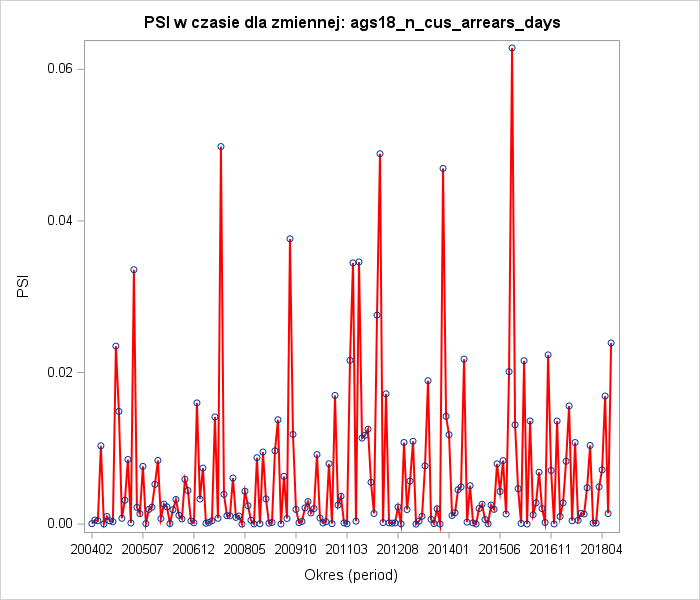 PSI w czasie dla zmiennej: ags18_n_cus_arrears_days
0.06
0.04
0.02
0.00
PSI
200402 200507 200612 200805 200910 201103 201208 201401 201506 201611 201804
Okres (period)